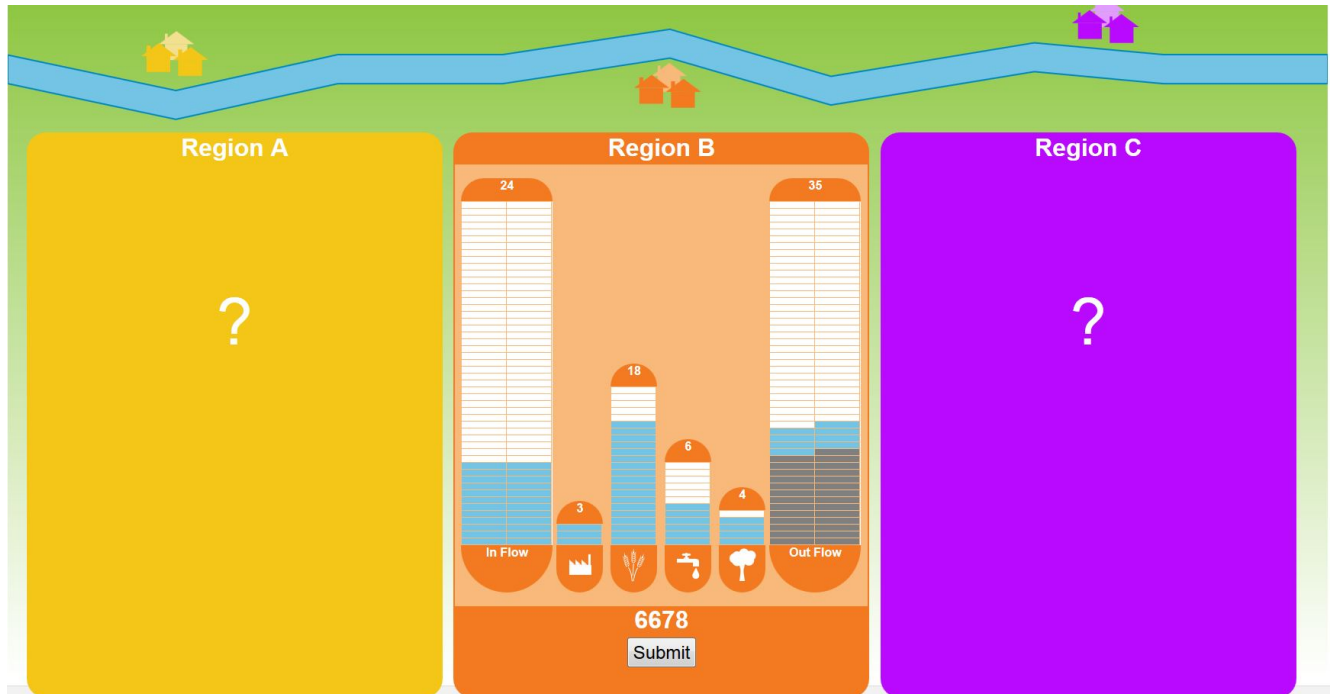 Region A
Region B
Region C
24
35
18
6
4
3
?
?
In Flow
Out Flow
6678
Submit